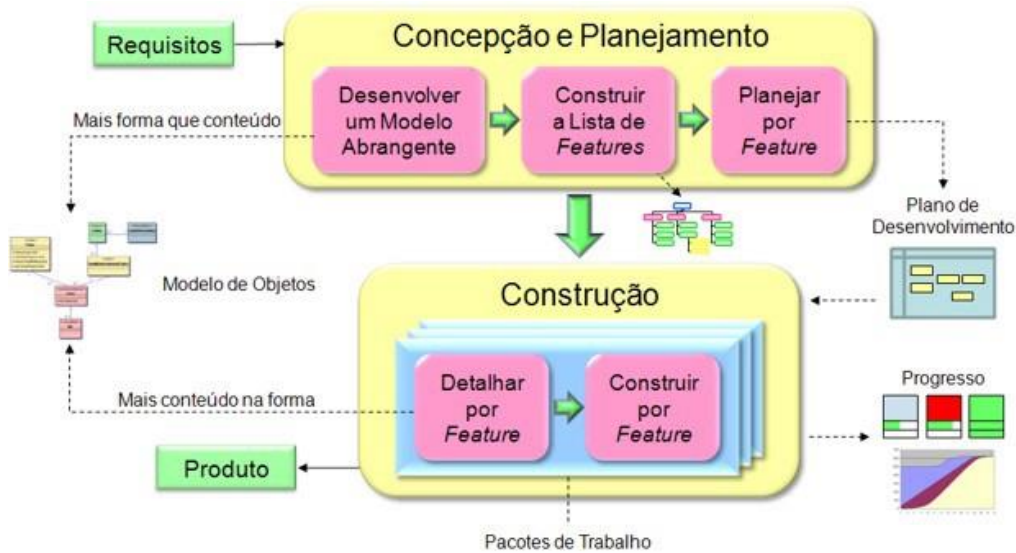 Requisitos
Concepção e Planejamento
Desenvolver
um Modelo
Abrangente
Construir
a Lista de
Features
Planejar
por
Feature
Mais forma que conteúdo
Plano de
Desenvolvimento
Modelo de Objetos
Construção
Detalhar
por
Feature
Construir
por
Feature
Mais conteúdo na forma
Progresso
Produto
Pacotes de Trabalho